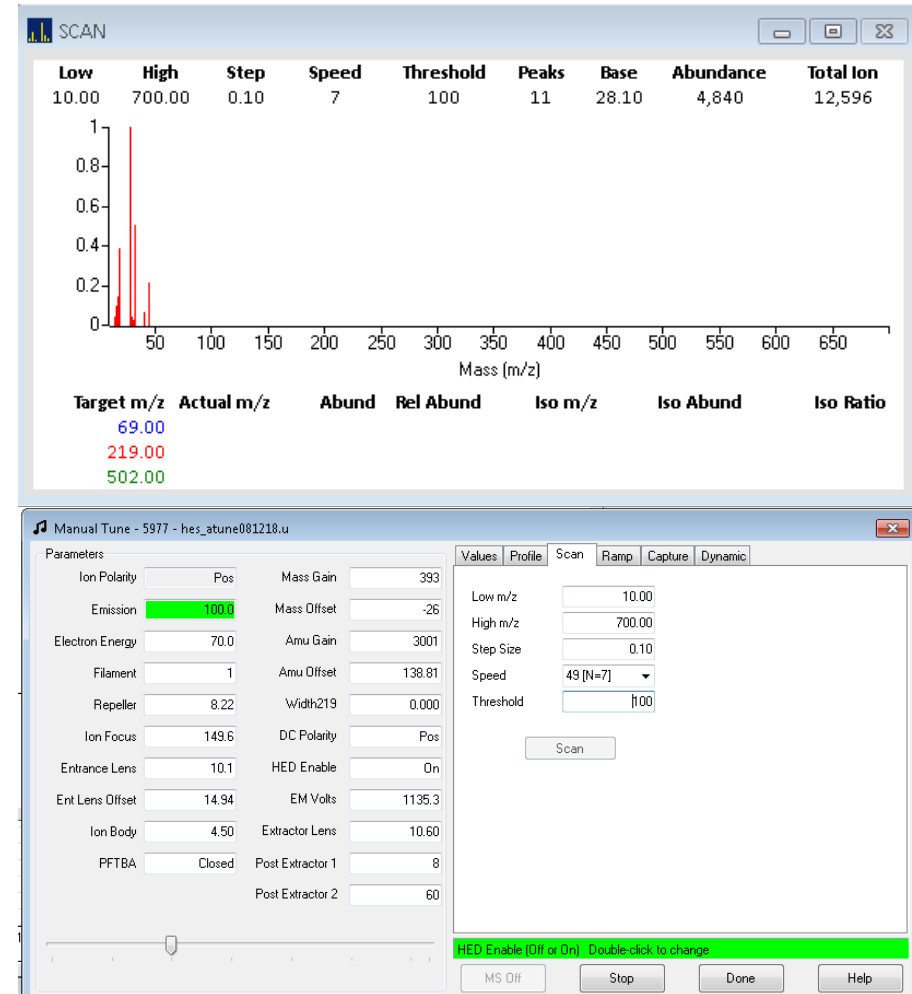 SCAN
Low High Step Speed Threshold Peaks Base Abundance Total Ion
10.00 700.00 0.10 7 100 11 28.10 4,840 12,596
1
0.8
0.6
0.4
0.2
0
50 100 150 200 250 300 350 400 450 500 550 600 650
Mass (m/z)
Target m/z Actual m/z Abund Rel Abund Iso m/z Iso Abund Iso Ratio
69.00
219.00
502.00
Manual Tune - 5977 - hes_atune081218.u
Parameters
Ion Polarity Pos Mass Gain 393
Emission 100.0 Mass Offset -26
Electron Energy 70.0 Amu Gain 3001
Filament 1 Amu Offset 138.81
Repeller 8.22 Width219 0.000
Ion Focus 149.6 DC Polarity Pos
Entrance Lens 10.1 HED Enable On
Ent Lens Offset 14.94 EM Volts 1135.3
Ion Body 4.50 Extractor Lens 10.60
PFTBA Closed Post Extractor 1 8
Post Extractor 2 60
Values Profile Scan Ramp Capture Dynamic
Low m/z 10.00
High m/z 700.00
Step Size 0.10
Speed 49 [N=7]
Threshold 100
Scan
HED Enable (Off or On) Double-click to change
MS Off Stop Done Help